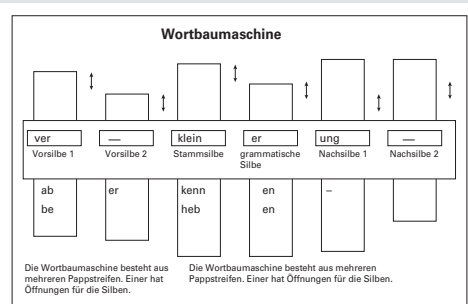 Wortbaumaschine
ver — klein er ung —
Vorsilbe 1 Vorsilbe 2 Stammsilbe grammatische Silbe Nachsilbe 1 Nachsilbe 2
ab er kenn en –
be heb en
Die Wortbaumaschine besteht aus
mehreren Pappstreifen. Einer hat
Öffnungen für die Silben.
Die Wortbaumaschine besteht aus mehreren
Pappstreifen. Einer hat Öffnungen für die Silben.